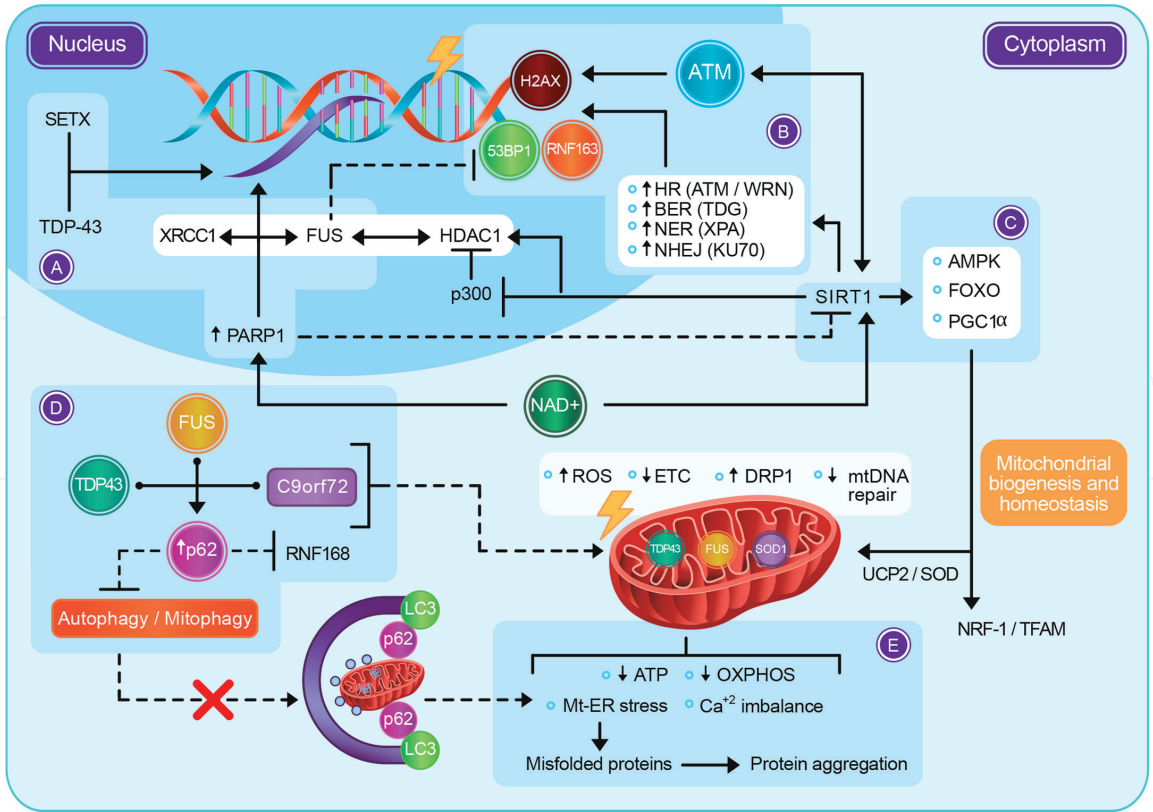 Nucleus
Cytoplasm
SETX
TDP-43
A
H2AX
ATM
53BP1
RNF163
B
↑HR (ATM / WRN)
↑BER (TDG)
↑NER (XPA)
↑NHEJ (KU70)
XRCC1
FUS
HDAC1
p300
SIRT1
C
AMPK
FOXO
PGC1α
↑ PARP1
NAD+
D
FUS
TDP43
C9orf72
↑p62
RNF168
Autophagy / Mitophagy
↑ROS
↓ETC
↑ DRP1
↓ mtDNA
repair
Mitochondrial
biogenesis and
homeostasis
TDP43
FUS
SOD1
UCP2 / SOD
NRF-1 / TFAM
LC3
p62
p62
LC3
E
↓ ATP
↓ OXPHOS
Mt-ER stress
Ca+2 imbalance
Misfolded proteins
Protein aggregation